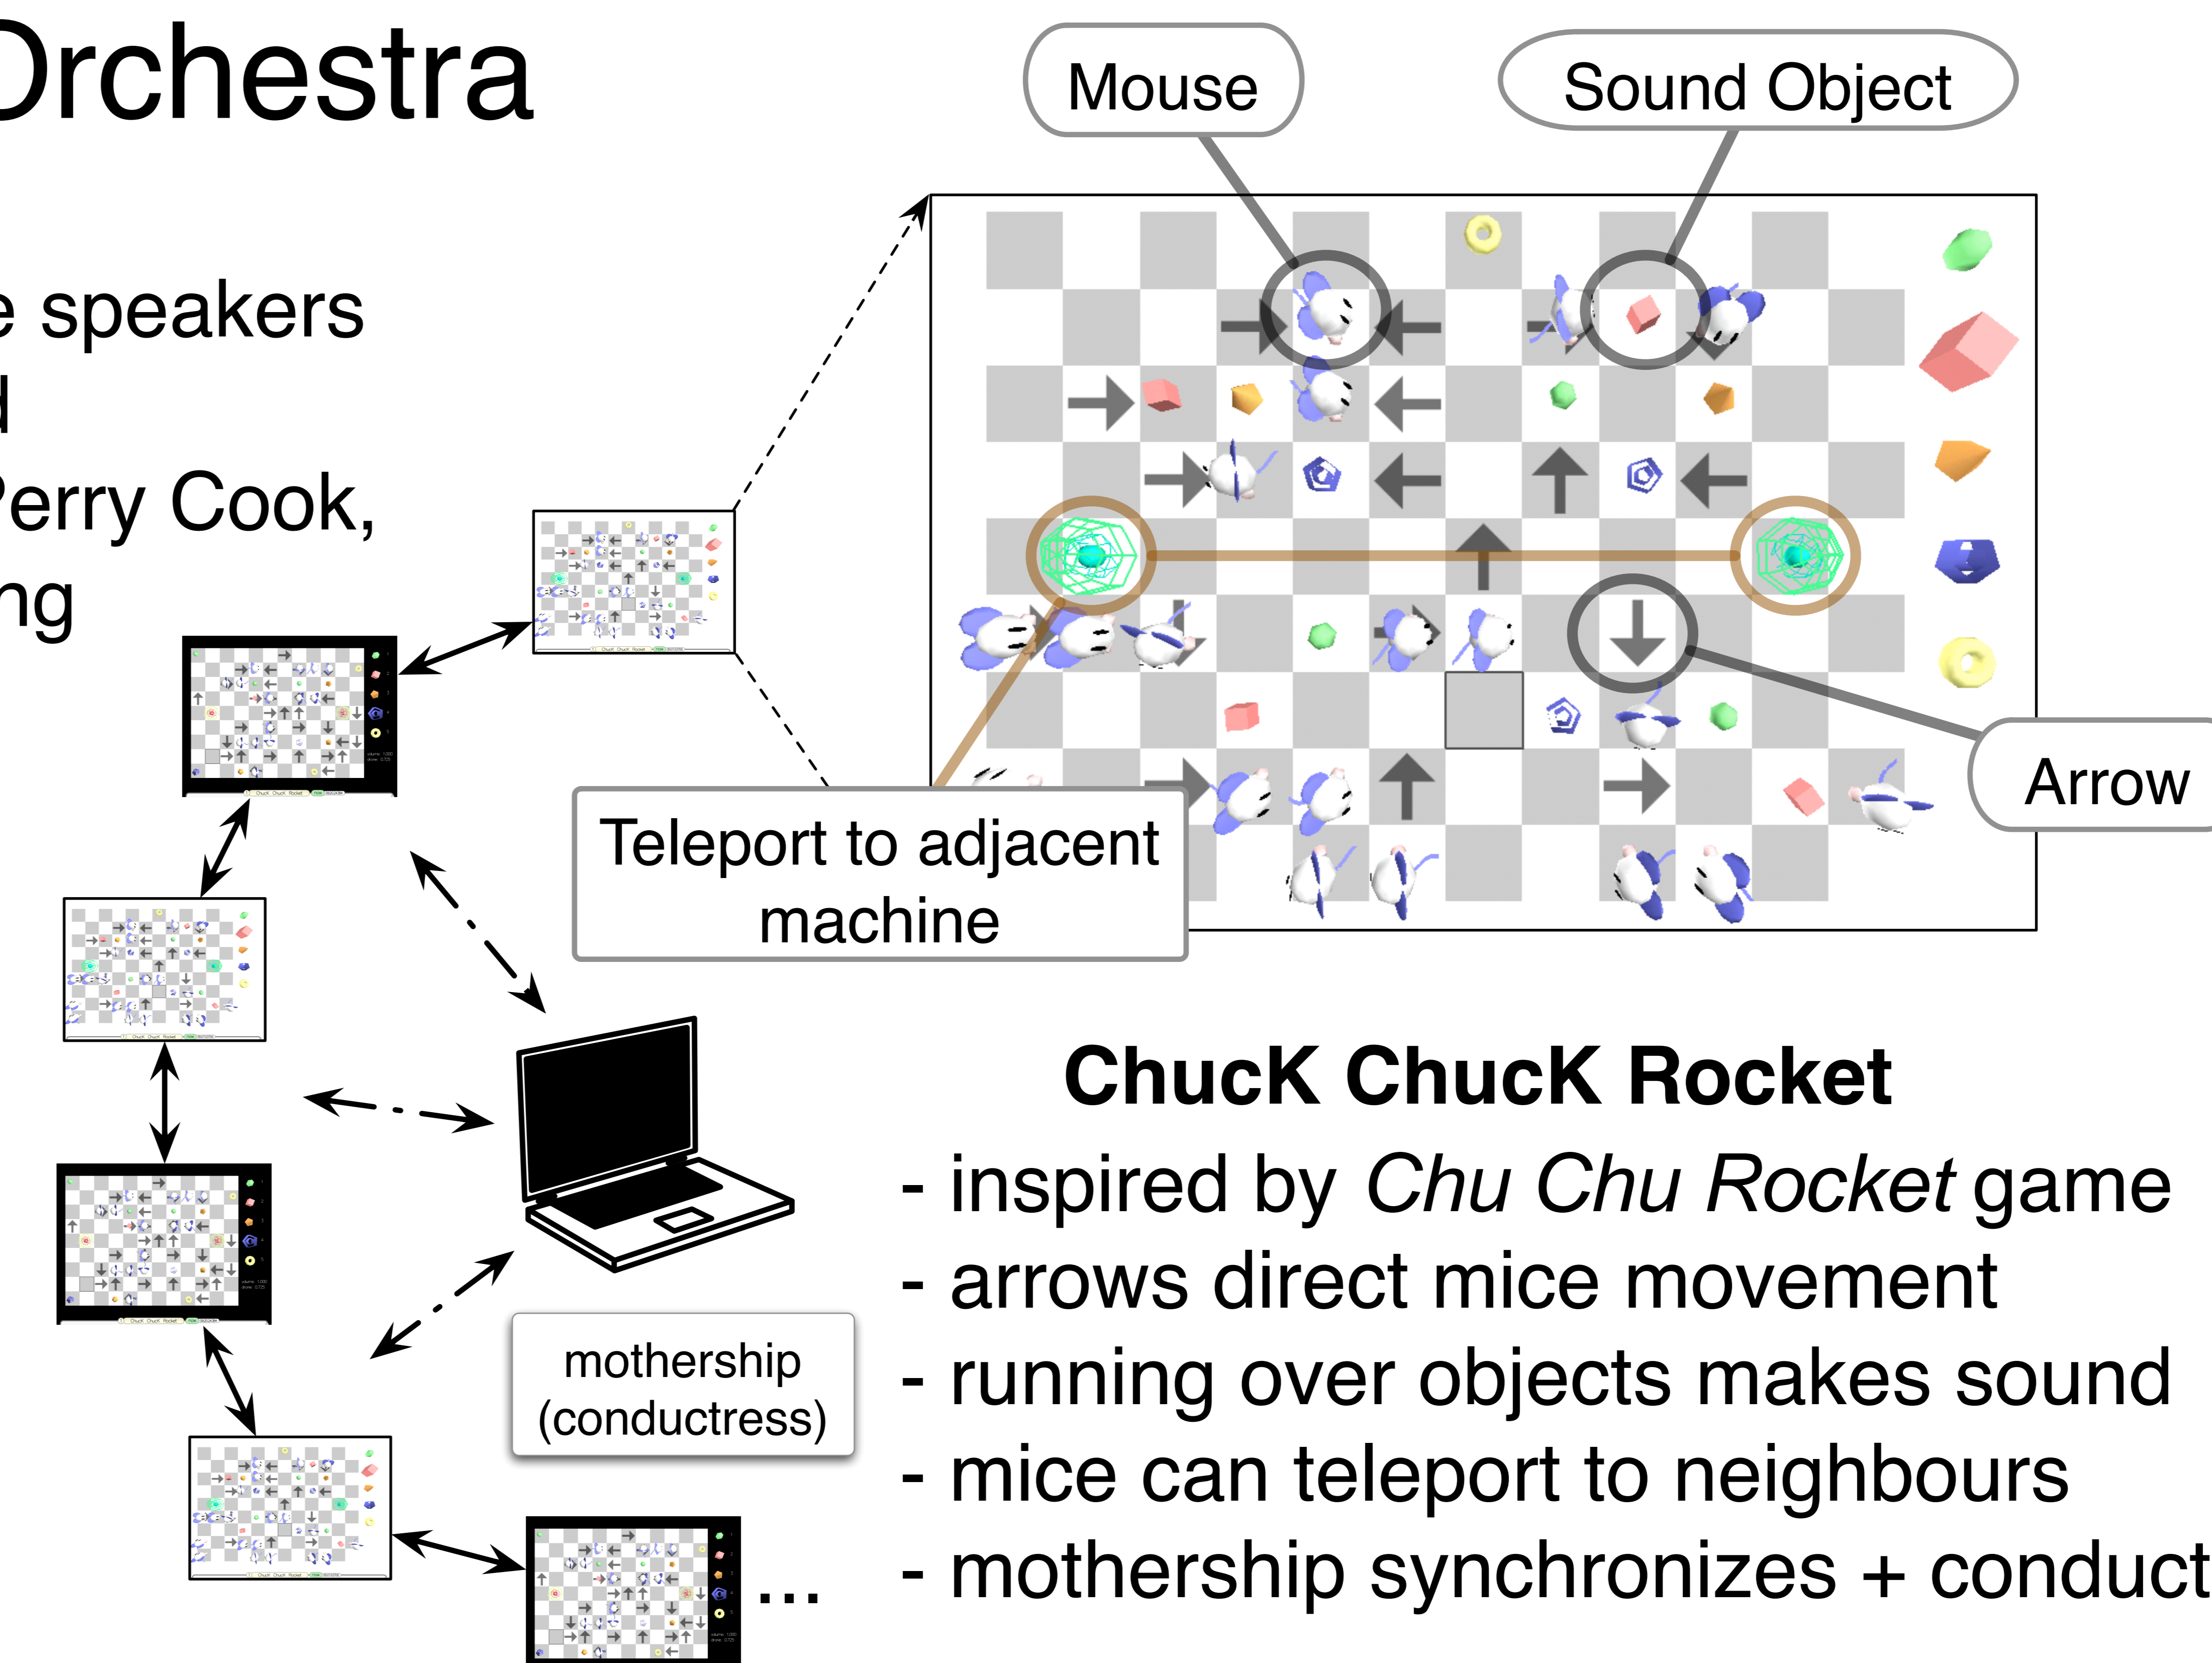 Orchestra
e speakers
d
Perry Cook,
ng
Mouse
Sound Object
Arrow
Teleport to adjacent
machine
mothership
(conductress)
...
ChucK ChucK Rocket
- inspired by Chu Chu Rocket game
- arrows direct mice movement
- running over objects makes sound
- mice can teleport to neighbours
- mothership synchronizes + conduct